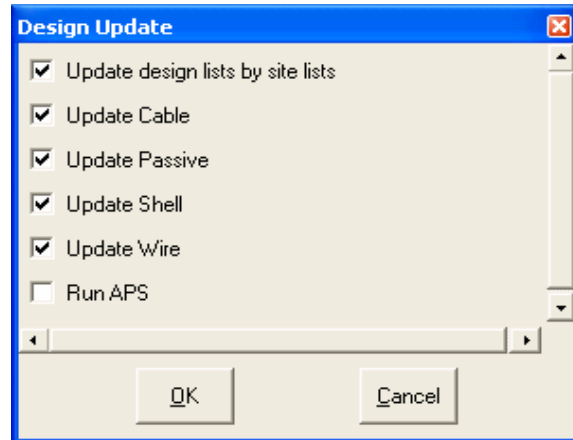 Design Update
Update design lists by site lists
Update Cable
Update Passive
Update Shell
Update Wire
Run APS
OK
Cancel